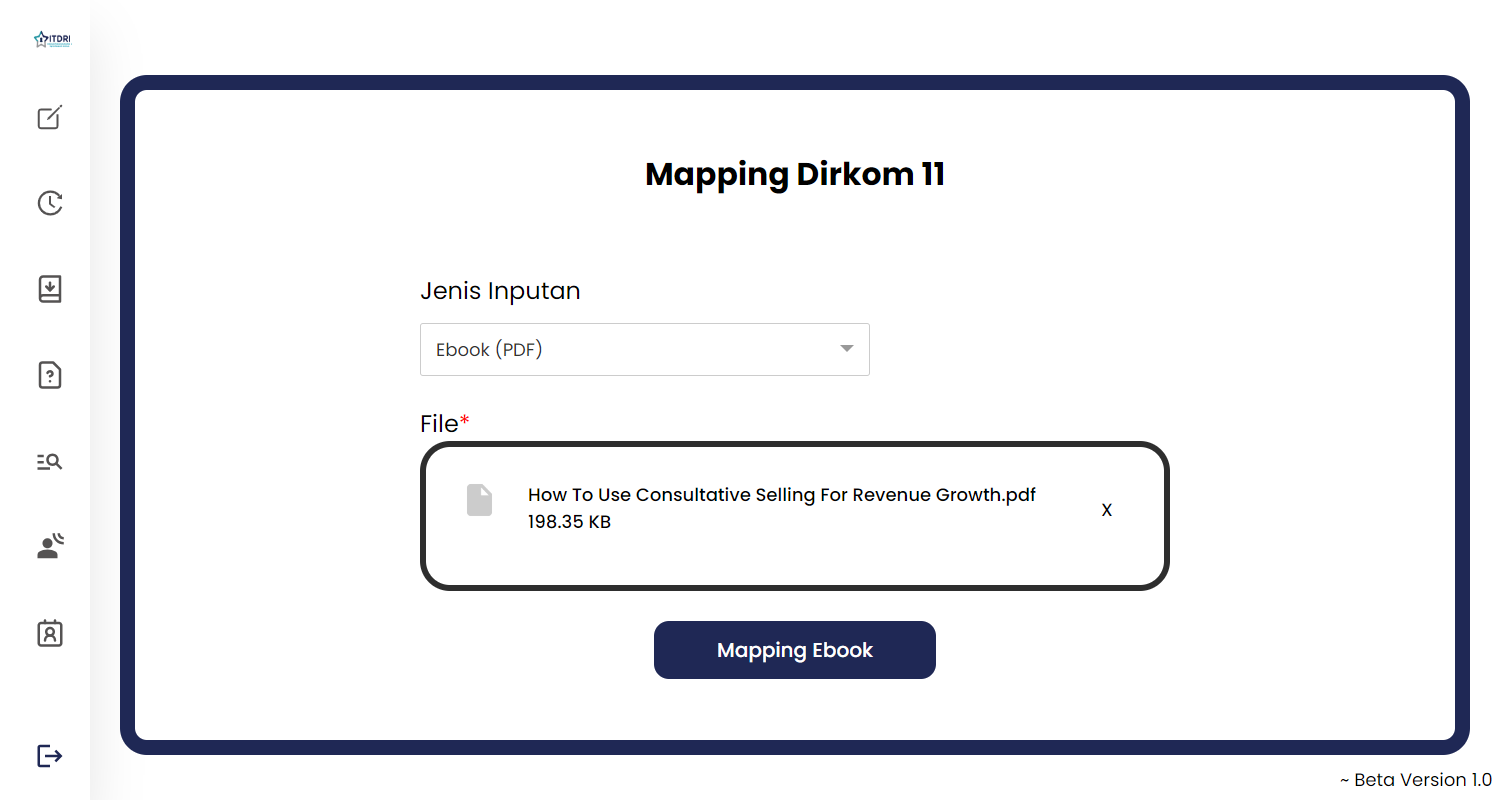 ITDRI
Mapping Dirkom 11
Jenis Inputan
Ebook (PDF)
File*
How To Use Consultative Selling For Revenue Growth.pdf
198.35 KB
X
Mapping Ebook
~ Beta Version 1.0